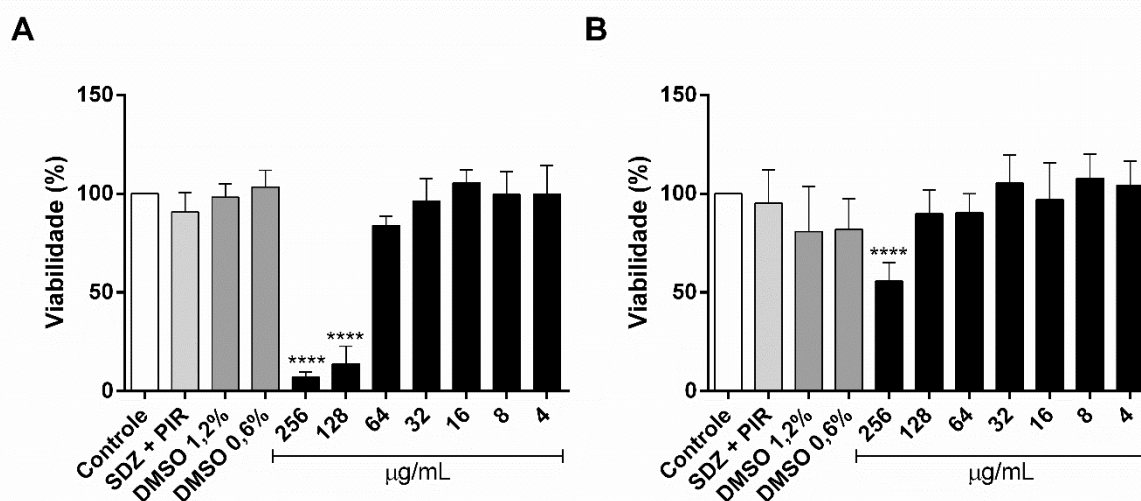 A
Viabilidade (%)
150
100
50
0
****
****
Controle
SDZ + PIR
DMSO 1,2%
DMSO 0,6%
256
128
64
32
16
8
4
µg/mL
B
Viabilidade (%)
150
100
50
0
****
Controle
SDZ + PIR
DMSO 1,2%
DMSO 0,6%
256
128
64
32
16
8
4
µg/mL